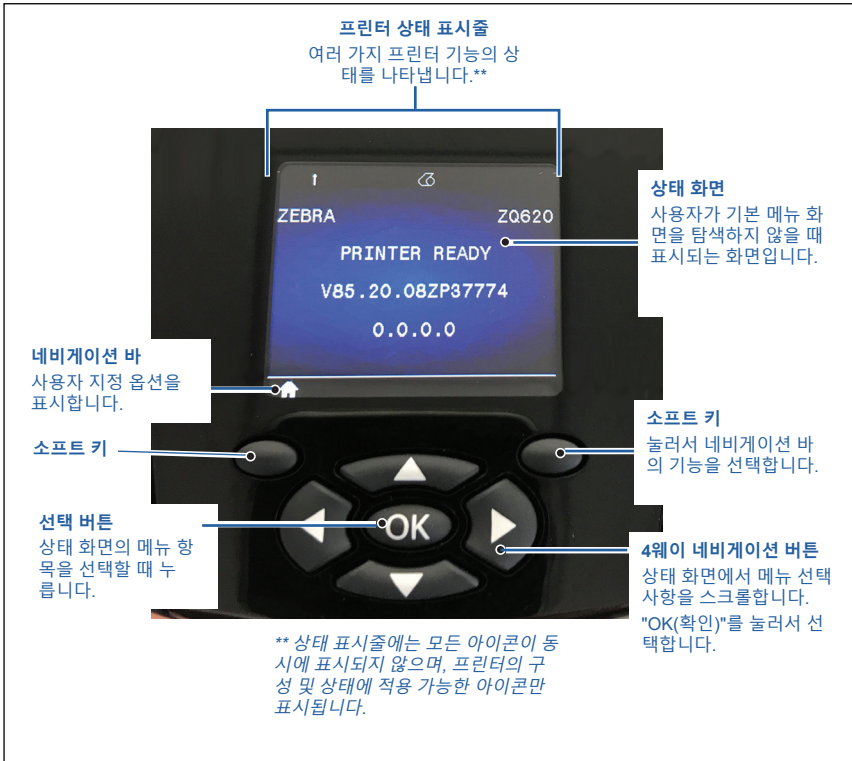 프린터 상태 표시줄
여러 가지 프린터 기능의 상
태를 나타냅니다.**
ZEBRA
ZQ620
PRINTER READY
V85.20.08ZP37774
0.0.0.0
상태 화면
사용자가 기본 메뉴 화
면을 탐색하지 않을 때
표시되는 화면입니다.
네비게이션 바
사용자 지정 옵션을
표시합니다.
소프트 키
소프트 키
눌러서 네비게이션 바
의 기능을 선택합니다.
선택 버튼
상태 화면의 메뉴 항
목을 선택할 때 누
릅니다.
OK
4웨이 네비게이션 버튼
상태 화면에서 메뉴 선택
사항을 스크롤합니다.
"OK(확인)"를 눌러서 선
택합니다.
** 상태 표시줄에는 모든 아이콘이 동
시에 표시되지 않으며, 프린터의 구
성 및 상태에 적용 가능한 아이콘만
표시됩니다.